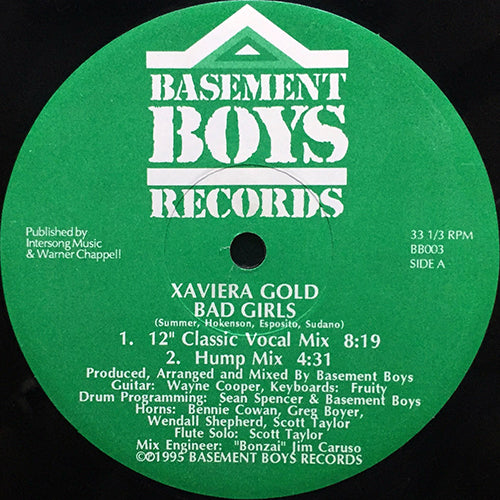 BASEMENT
BOYS
RECORDS
Published by
Intersong Music
& Warner Chappell
33 1/3 RPM
BB003
SIDE A
XAVIERA GOLD
BAD GIRLS
(Summer, Hokenson, Esposito, Sudano)
1. 12" Classic Vocal Mix 8:19
2. Hump Mix 4:31
Produced, Arranged and Mixed By Basement Boys
Guitar: Wayne Cooper, Keyboards: Fruity
Drum Programming: Sean Spencer & Basement Boys
Horns: Bennie Cowan, Greg Boyer,
Wendall Shepherd, Scott Taylor
Flute Solo: Scott Taylor
Mix Engineer: "Bonzai" Jim Caruso
©℗1995 BASEMENT BOYS RECORDS